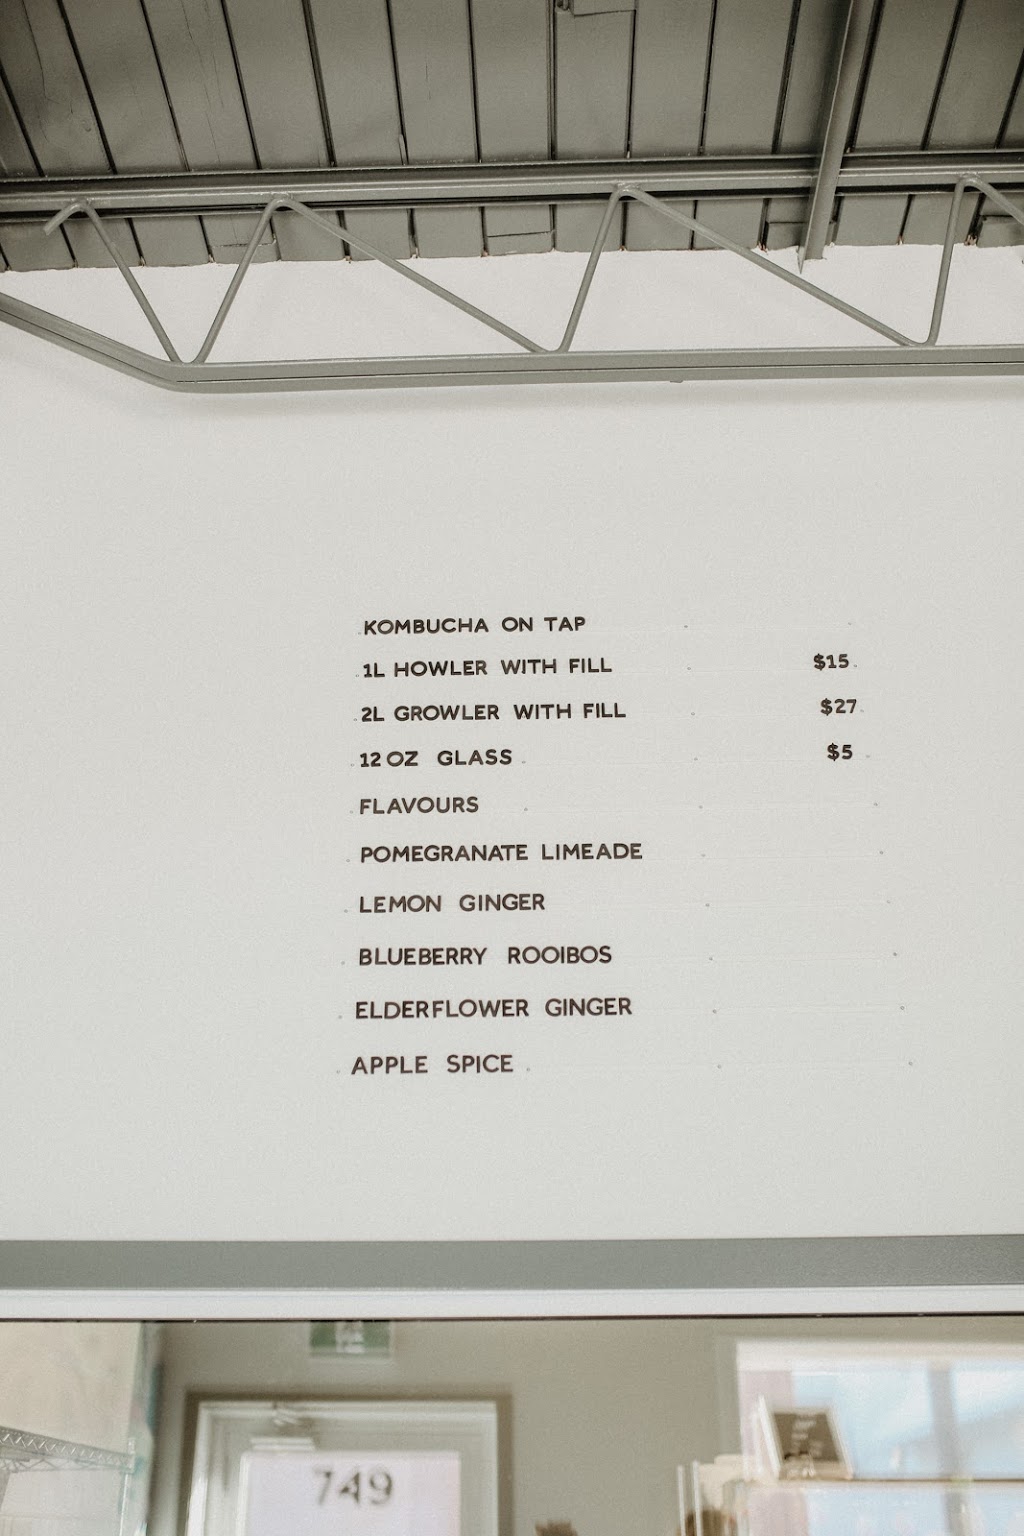 KOMBUCHA ON TAP
1L HOWLER WITH FILL $15
2L GROWLER WITH FILL $27
12 OZ GLASS $5
FLAVOURS
POMEGRANATE LIMEADE
LEMON GINGER
BLUEBERRY ROOIBOS
ELDERFLOWER GINGER
APPLE SPICE
749